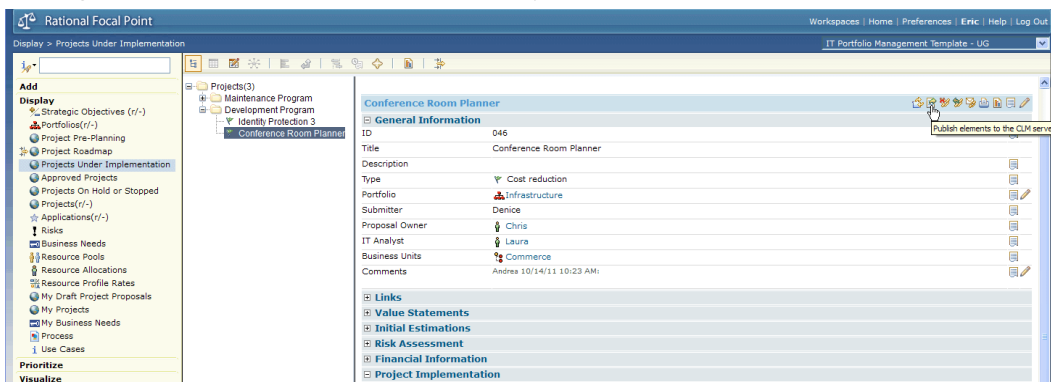 Rational Focal Point
Workspaces | Home | Preferences | Eric | Help | Log Out
Display > Projects Under Implementation
IT Portfolio Management Template - UG
Add
Display
Strategic Objectives (r/-)
Portfolios(r/-)
Project Pre-Planning
Project Roadmap
Projects Under Implementation
Approved Projects
Projects On Hold or Stopped
Projects(r/-)
Applications(r/-)
Risks
Business Needs
Resource Pools
Resource Allocations
Resource Profile Rates
My Draft Project Proposals
My Projects
My Business Needs
Process
Use Cases
Prioritize
Visualize
Projects(3)
Maintenance Program
Development Program
Identity Protection 3
Conference Room Planner
Conference Room Planner
Publish elements to the CLM serve
General Information
ID 046
Title Conference Room Planner
Description
Type Cost reduction
Portfolio Infrastructure
Submitter Denice
Proposal Owner Chris
IT Analyst Laura
Business Units Commerce
Comments Andrea 10/14/11 10:23 AM:
Links
Value Statements
Initial Estimations
Risk Assessment
Financial Information
Project Implementation